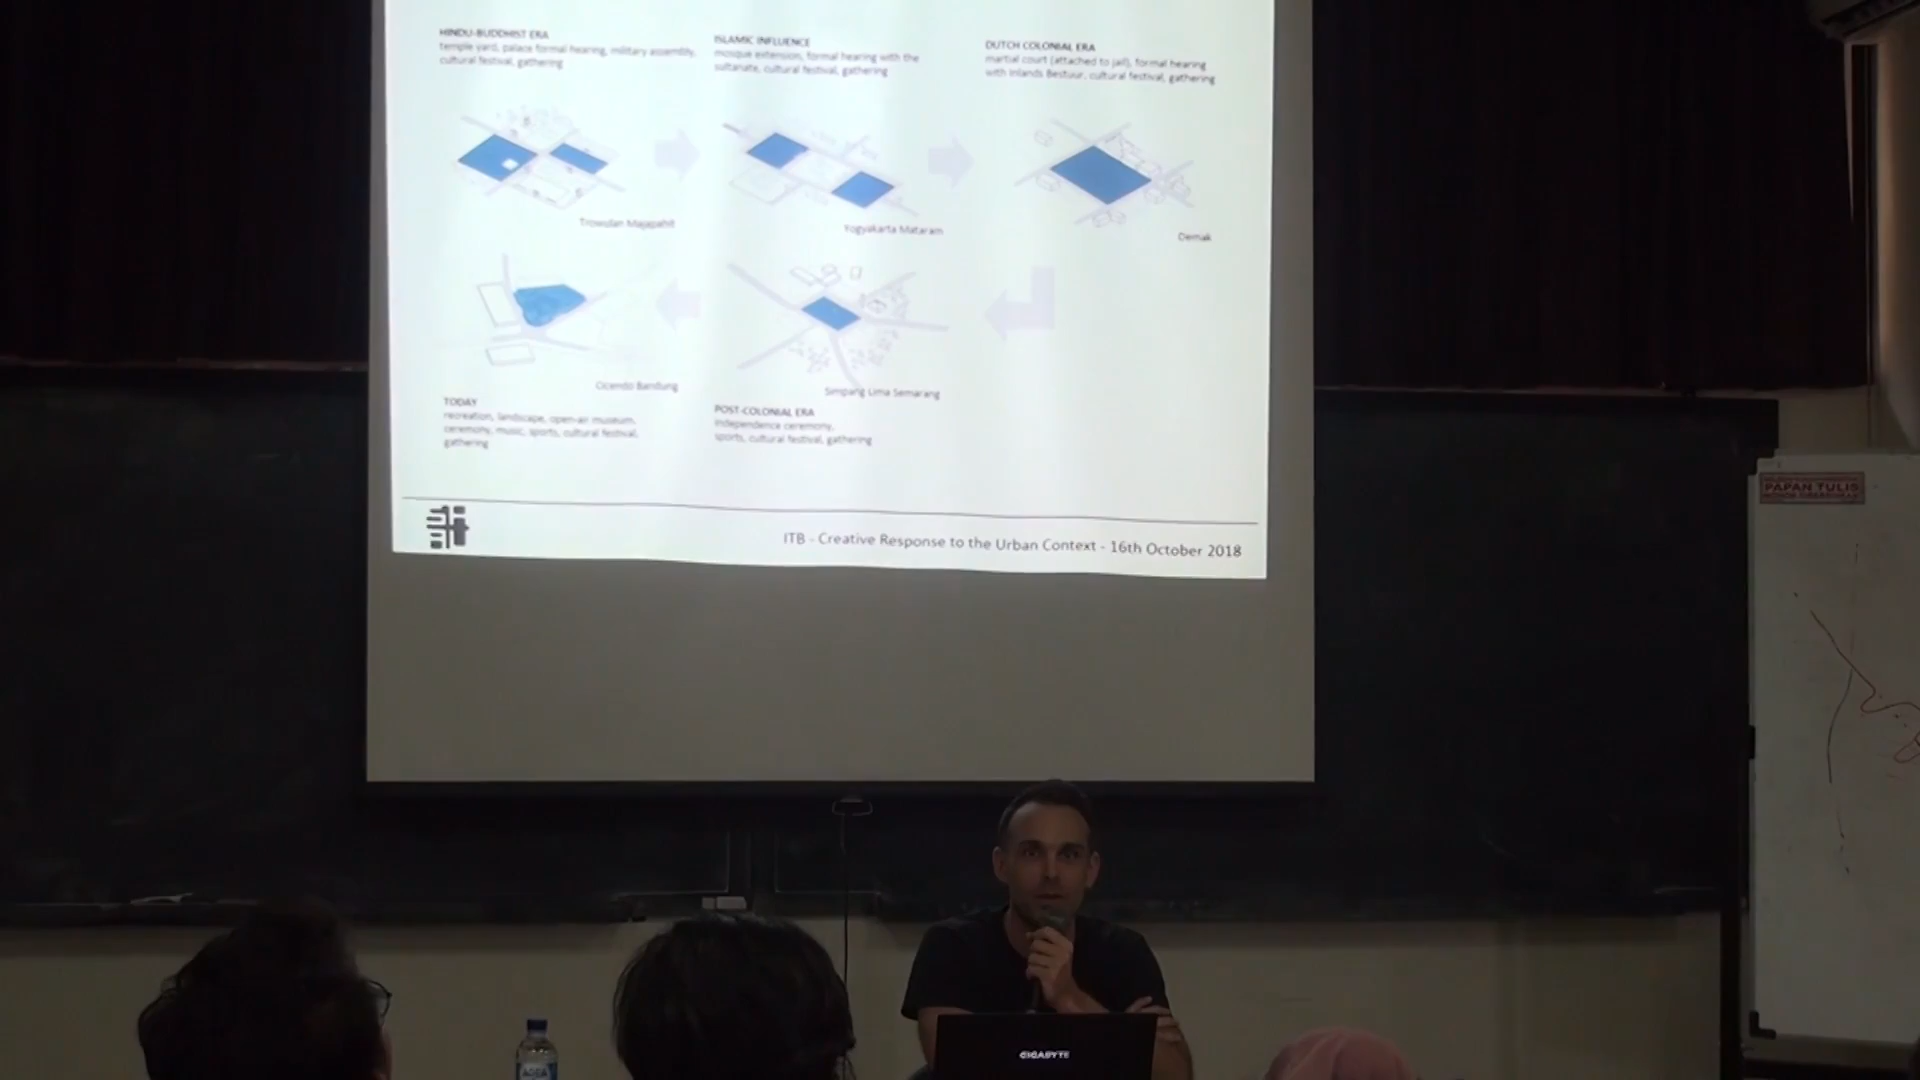 HINDU-BUDDHIST ERA
temple yard, palace formal hearing, military assembly,
cultural festival, gathering
ISLAMIC INFLUENCE
mosque extension, formal hearing with the
sultanate, cultural festival, gathering
DUTCH COLONIAL ERA
martial court (attached to jail), formal hearing
with Inlands Bestuur, cultural festival, gathering
Trowulan Majapahit
Yogyakarta Mataram
Demak
Cicendo Bandung
Simpang Lima Semarang
TODAY
recreation, landscape, open-air museum,
ceremony, music, sports, cultural festival,
gathering
POST-COLONIAL ERA
independence ceremony,
sports, cultural festival, gathering
ITB - Creative Response to the Urban Context - 16th October 2018
PAPAN TULIS
GIGABYTE
AQUA